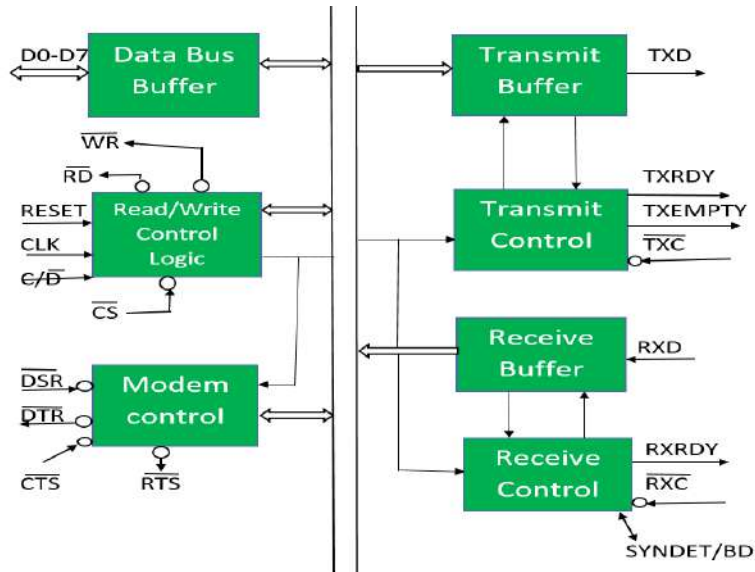 D0-D7
Data Bus
Buffer
Transmit
Buffer
TXD
WR
RD
RESET
CLK
C/D
Read/Write
Control
Logic
CS
Transmit
Control
TXRDY
TXEMPTY
TXC
DSR
DTR
CTS
Modem
control
RTS
Receive
Buffer
RXD
Receive
Control
RXRDY
RXC
SYNDET/BD